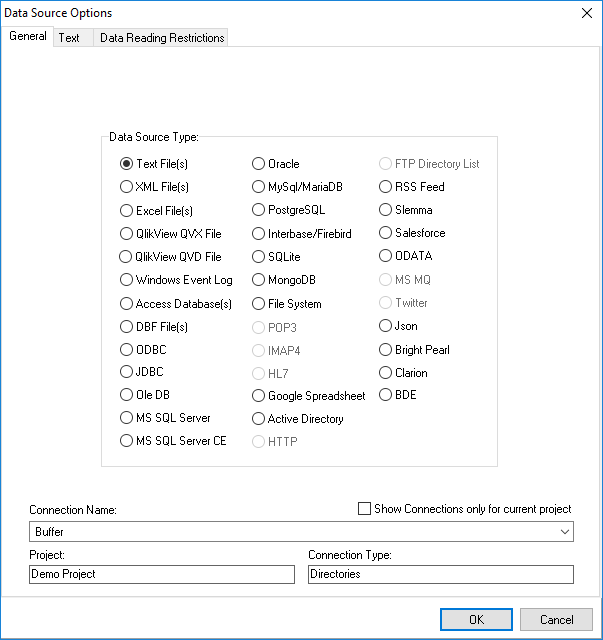 Data Source Options
General Text Data Reading Restrictions
Data Source Type:
Text File(s) Oracle FTP Directory List
XML File(s) MySql/MariaDB RSS Feed
Excel File(s) PostgreSQL Slemma
QlikView QVX File Interbase/Firebird Salesforce
QlikView QVD File SQLite ODATA
Windows Event Log MongoDB MS MQ
Access Database(s) File System Twitter
DBF File(s) POP3 Json
ODBC IMAP4 Bright Pearl
JDBC HL7 Clarion
Ole DB Google Spreadsheet BDE
MS SQL Server Active Directory
MS SQL Server CE HTTP
Connection Name: Show Connections only for current project
Buffer
Project: Connection Type:
Demo Project Directories
OK Cancel